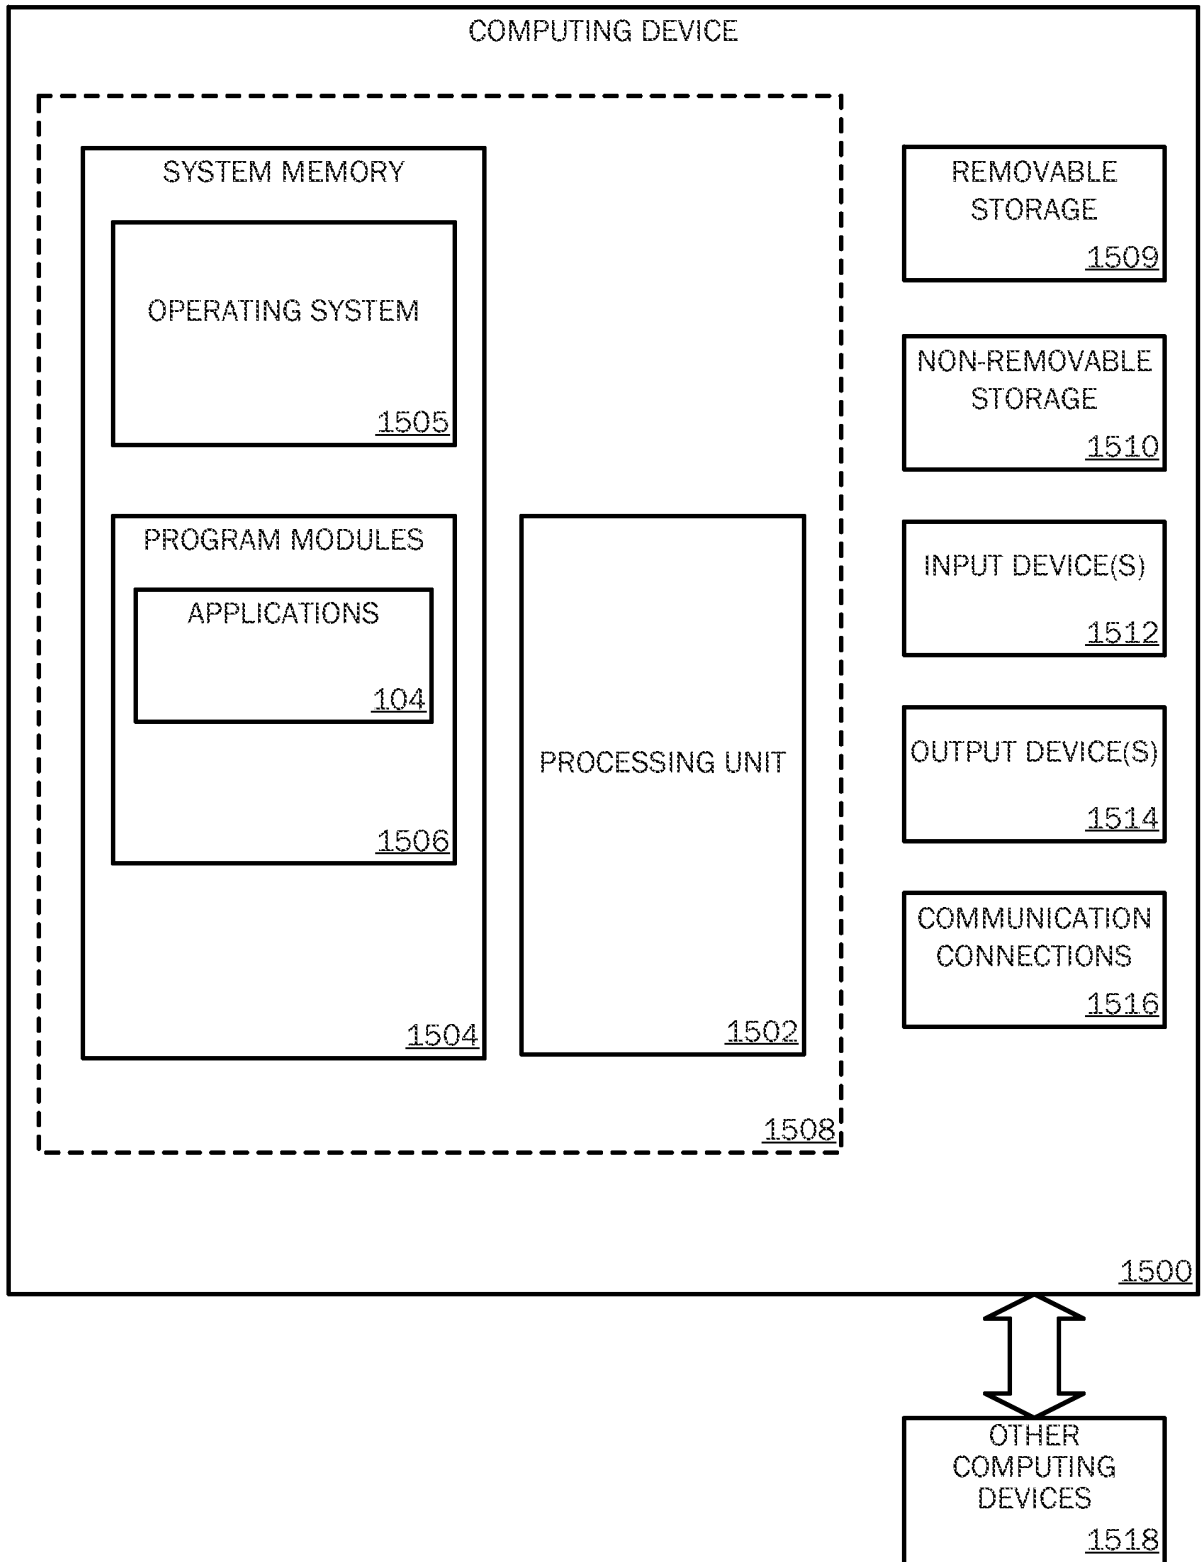 COMPUTING DEVICE
SYSTEM MEMORY
OPERATING SYSTEM
1505
PROGRAM MODULES
APPLICATIONS
104
1506
1504
PROCESSING UNIT
1502
1508
REMOVABLE
STORAGE
1509
NON-REMOVABLE
STORAGE
1510
INPUT DEVICE(S)
1512
OUTPUT DEVICE(S)
1514
COMMUNICATION
CONNECTIONS
1516
1500
OTHER
COMPUTING
DEVICES
1518